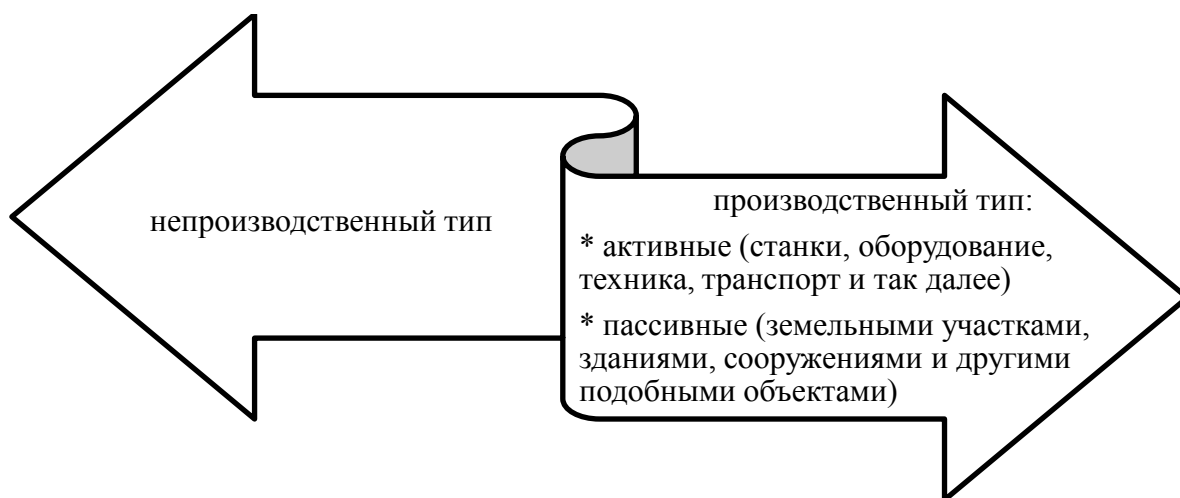 непроизводственный тип
производственный тип:
* активные (станки, оборудование,
техника, транспорт и так далее)
* пассивные (земельными участками,
зданиями, сооружениями и другими
подобными объектами)